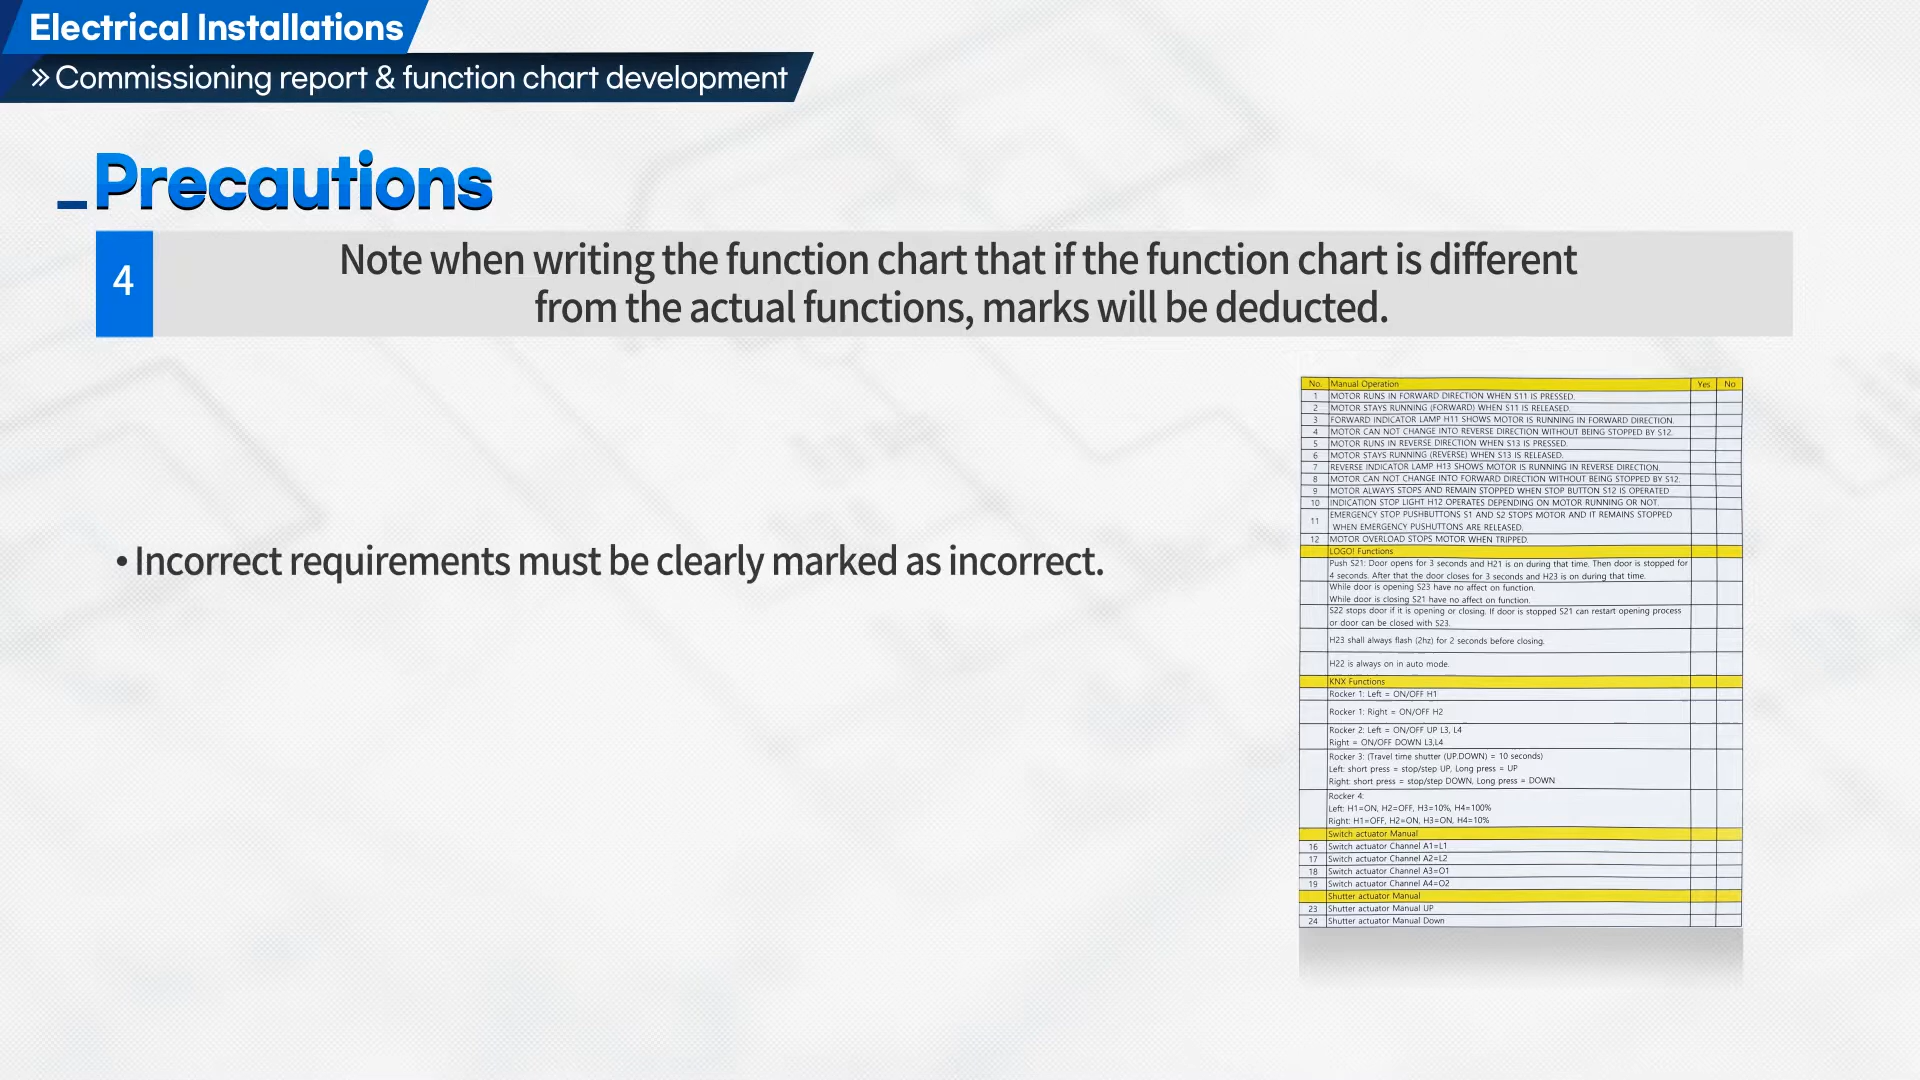 Electrical Installations
» Commissioning report & function chart development
Precautions
4
Note when writing the function chart that if the function chart is different
from the actual functions, marks will be deducted.
• Incorrect requirements must be clearly marked as incorrect.
No. Manual Operation Yes No
1 MOTOR RUNS IN FORWARD DIRECTION WHEN S11 IS PRESSED.
2 MOTOR STAYS RUNNING (FORWARD) WHEN S11 IS RELEASED.
3 FORWARD INDICATOR LAMP H11 SHOWS MOTOR IS RUNNING IN FORWARD DIRECTION.
4 MOTOR CAN NOT CHANGE INTO REVERSE DIRECTION WITHOUT BEING STOPPED BY S12.
5 MOTOR RUNS IN REVERSE DIRECTION WHEN S13 IS PRESSED.
6 MOTOR STAYS RUNNING (REVERSE) WHEN S13 IS RELEASED.
7 REVERSE INDICATOR LAMP H13 SHOWS MOTOR IS RUNNING IN REVERSE DIRECTION.
8 MOTOR CAN NOT CHANGE INTO FORWARD DIRECTION WITHOUT BEING STOPPED BY S12.
9 MOTOR ALWAYS STOPS AND REMAIN STOPPED WHEN STOP BUTTON S12 IS OPERATED
10 INDICATION STOP LIGHT H12 OPERATES DEPENDING ON MOTOR RUNNING OR NOT.
11 EMERGENCY STOP PUSHBUTTONS S1 AND S2 STOPS MOTOR AND IT REMAINS STOPPED
WHEN EMERGENCY PUSHUTTONS ARE RELEASED.
12 MOTOR OVERLOAD STOPS MOTOR WHEN TRIPPED.
LOGO! Functions
Push S21: Door opens for 3 seconds and H21 is on during that time. Then door is stopped for
4 seconds. After that the door closes for 3 seconds and H23 is on during that time.
While door is opening S23 have no affect on function.
While door is closing S21 have no affect on function.
S22 stops door if it is opening or closing. If door is stopped S21 can restart opening process
or door can be closed with S23.
H23 shall always flash (2hz) for 2 seconds before closing.
H22 is always on in auto mode.
KNX Functions
Rocker 1: Left = ON/OFF H1
Rocker 1: Right = ON/OFF H2
Rocker 2: Left = ON/OFF UP L3, L4
Right = ON/OFF DOWN L3,L4
Rocker 3: (Travel time shutter (UP.DOWN) = 10 seconds)
Left: short press = stop/step UP, Long press = UP
Right: short press = stop/step DOWN, Long press = DOWN
Rocker 4:
Left: H1=ON, H2=OFF, H3=10%, H4=100%
Right: H1=OFF, H2=ON, H3=ON, H4=10%
Switch actuator Manual
16 Switch actuator Channel A1=L1
17 Switch actuator Channel A2=L2
18 Switch actuator Channel A3=O1
19 Switch actuator Channel A4=O2
Shutter actuator Manual
23 Shutter actuator Manual UP
24 Shutter actuator Manual Down